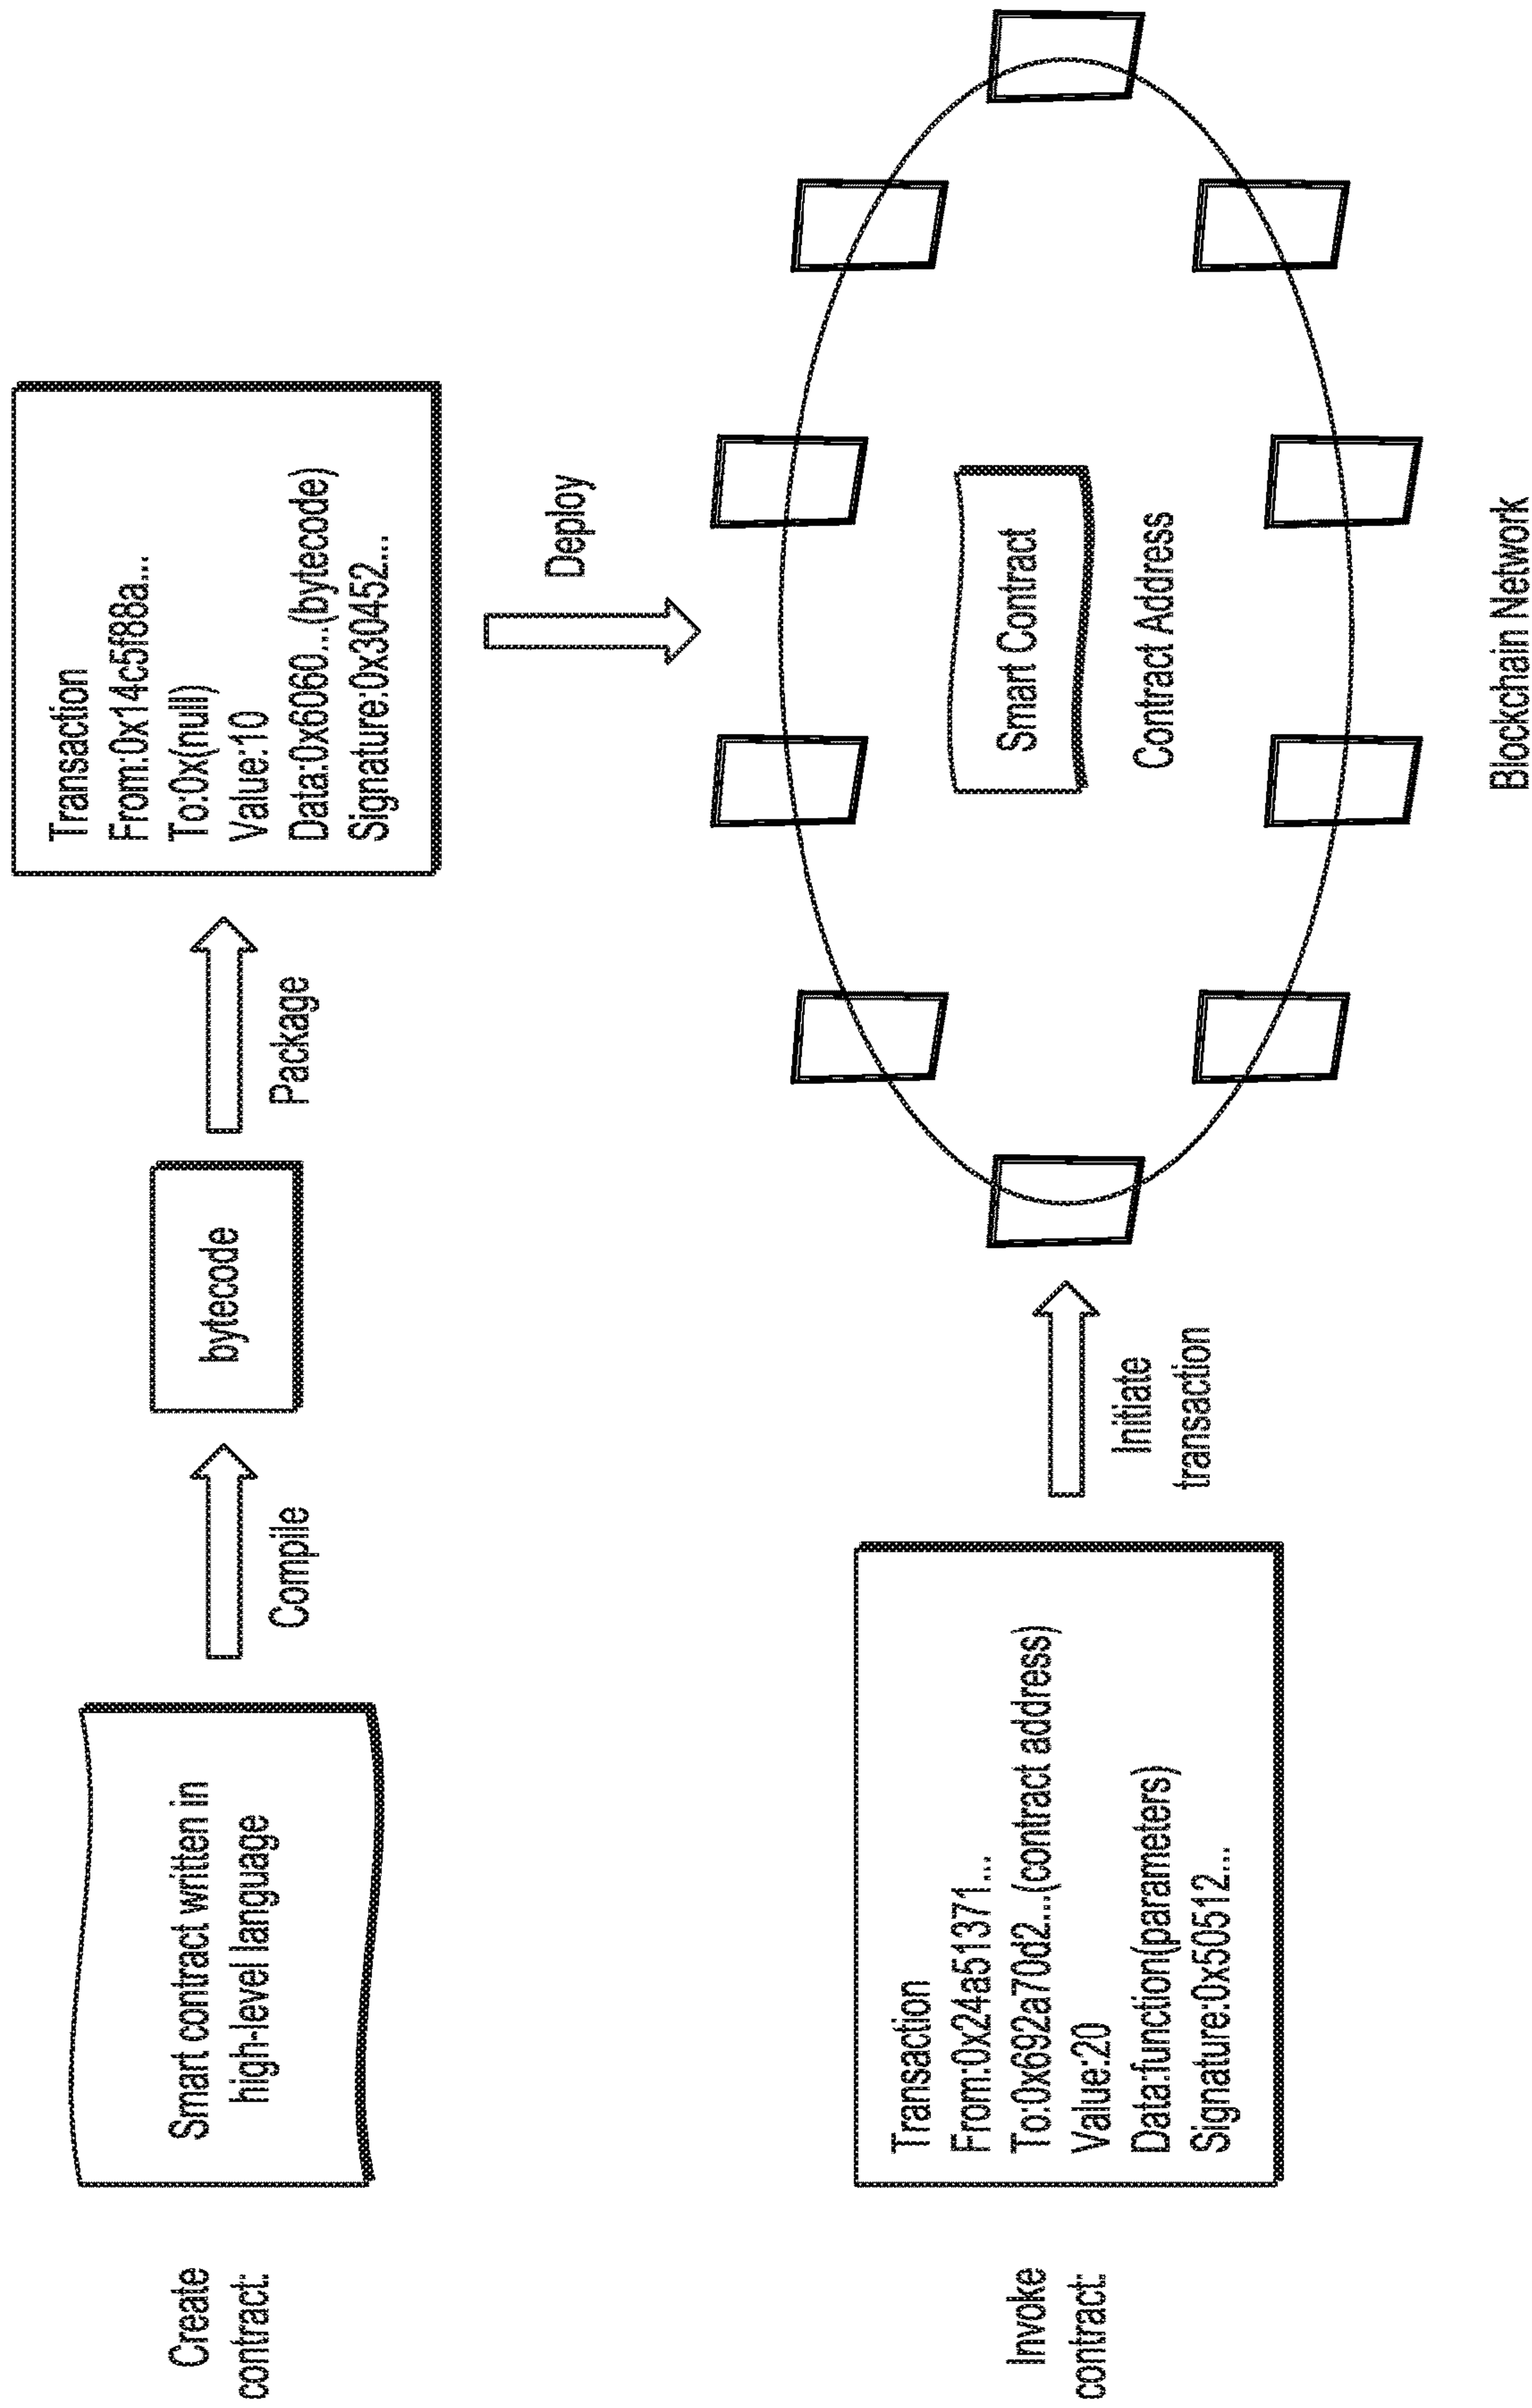 Create
contract:
Smart contract written in
high-level language
Compile
bytecode
Package
Transaction
From:0x14c5f88a...
To:0x(null)
Value:10
Data:0x6060...(bytecode)
Signature:0x30452...
Deploy
Invoke
contract:
Transaction
From:0x24a51371...
To:0x692a70d2...(contract address)
Value:20
Data:function(parameters)
Signature:0x50512...
Initiate
transaction
Smart Contract
Contract Address
Blockchain Network